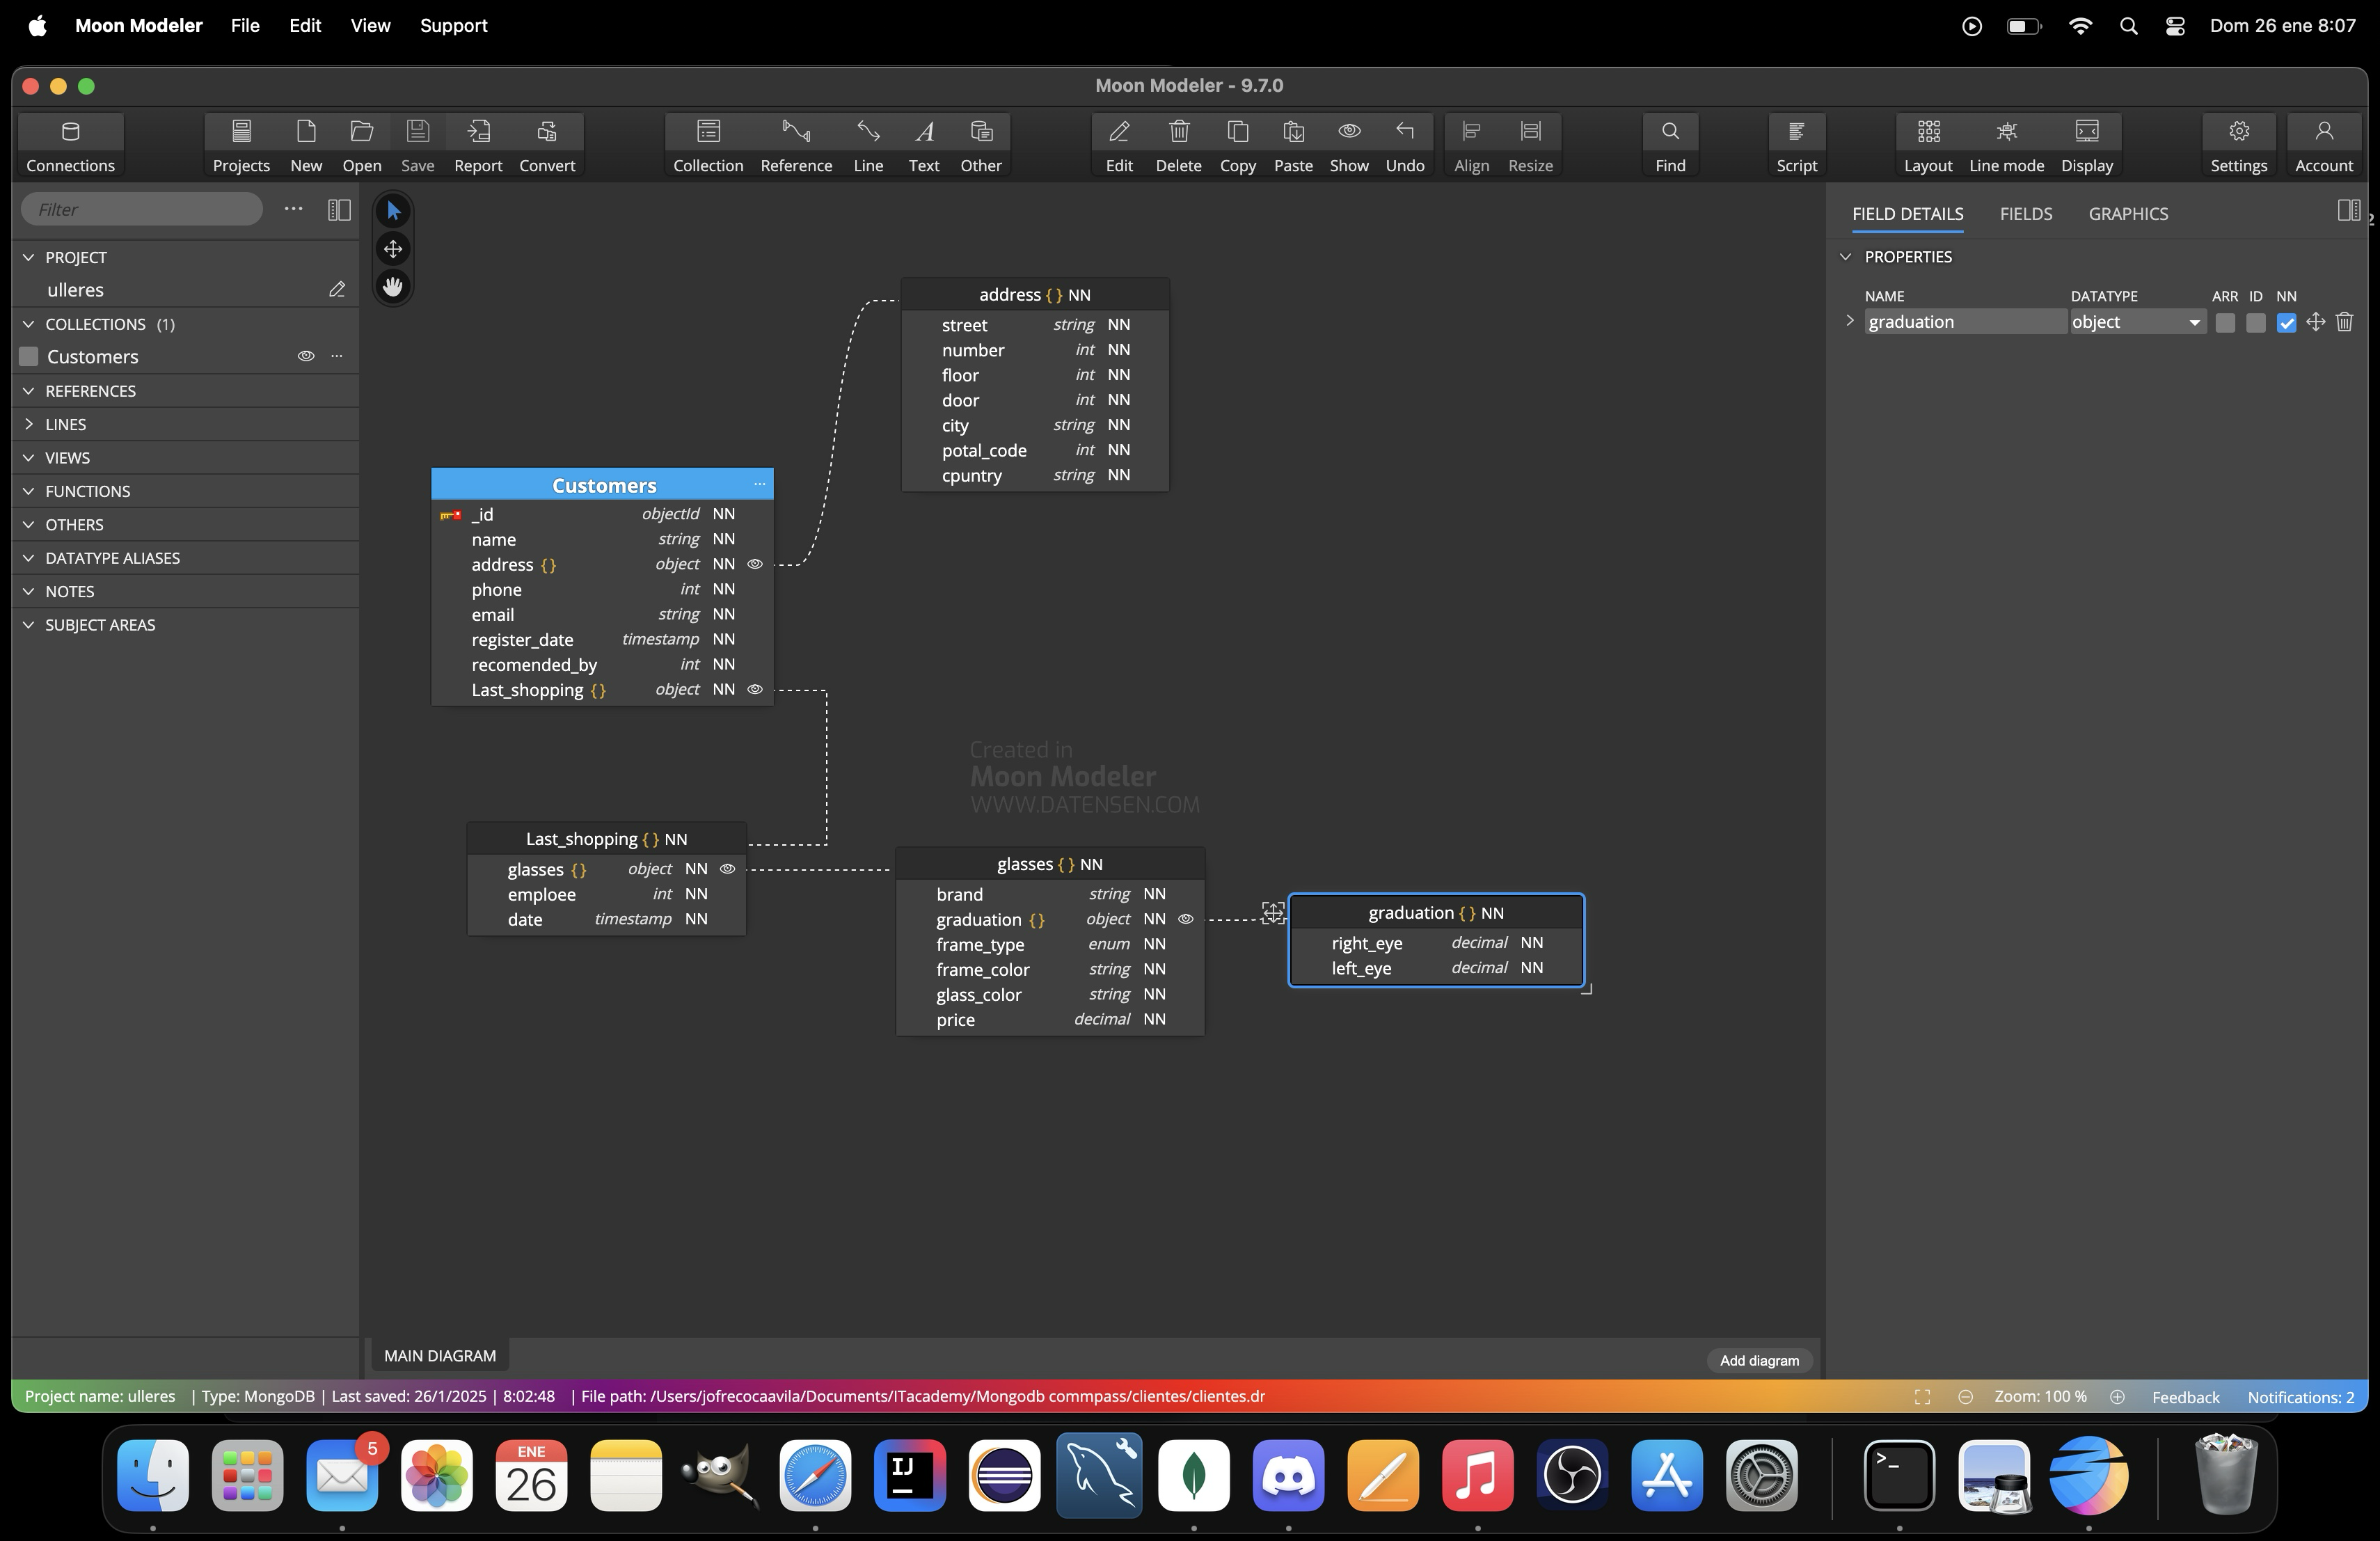 Moon Modeler File Edit View Support Dom 26 ene 8:07
Moon Modeler - 9.7.0
Connections Projects New Open Save Report Convert Collection Reference Line Text Other Edit Delete Copy Paste Show Undo Align Resize Find Script Layout Line mode Display Settings Account
Filter
PROJECT
ulleres
COLLECTIONS (1)
Customers
REFERENCES
LINES
VIEWS
FUNCTIONS
OTHERS
DATATYPE ALIASES
NOTES
SUBJECT AREAS
address {} NN
street string NN
number int NN
floor int NN
door int NN
city string NN
potal_code int NN
cpuntry string NN
Customers
_id objectId NN
name string NN
address {} object NN
phone int NN
email string NN
register_date timestamp NN
recomended_by int NN
Last_shopping {} object NN
Created in
Moon Modeler
WWW.DATENSEN.COM
Last_shopping {} NN
glasses {} object NN
emploee int NN
date timestamp NN
glasses {} NN
brand string NN
graduation {} object NN
frame_type enum NN
frame_color string NN
glass_color string NN
price decimal NN
graduation {} NN
right_eye decimal NN
left_eye decimal NN
FIELD DETAILS FIELDS GRAPHICS
2
PROPERTIES
NAME DATATYPE ARR ID NN
graduation object
MAIN DIAGRAM
Add diagram
Project name: ulleres | Type: MongoDB | Last saved: 26/1/2025 | 8:02:48 | File path: /Users/jofrecocaavila/Documents/ITacademy/Mongodb commpass/clientes/clientes.dr
Zoom: 100 % Feedback Notifications: 2
5
ENE
26
IJ
>_